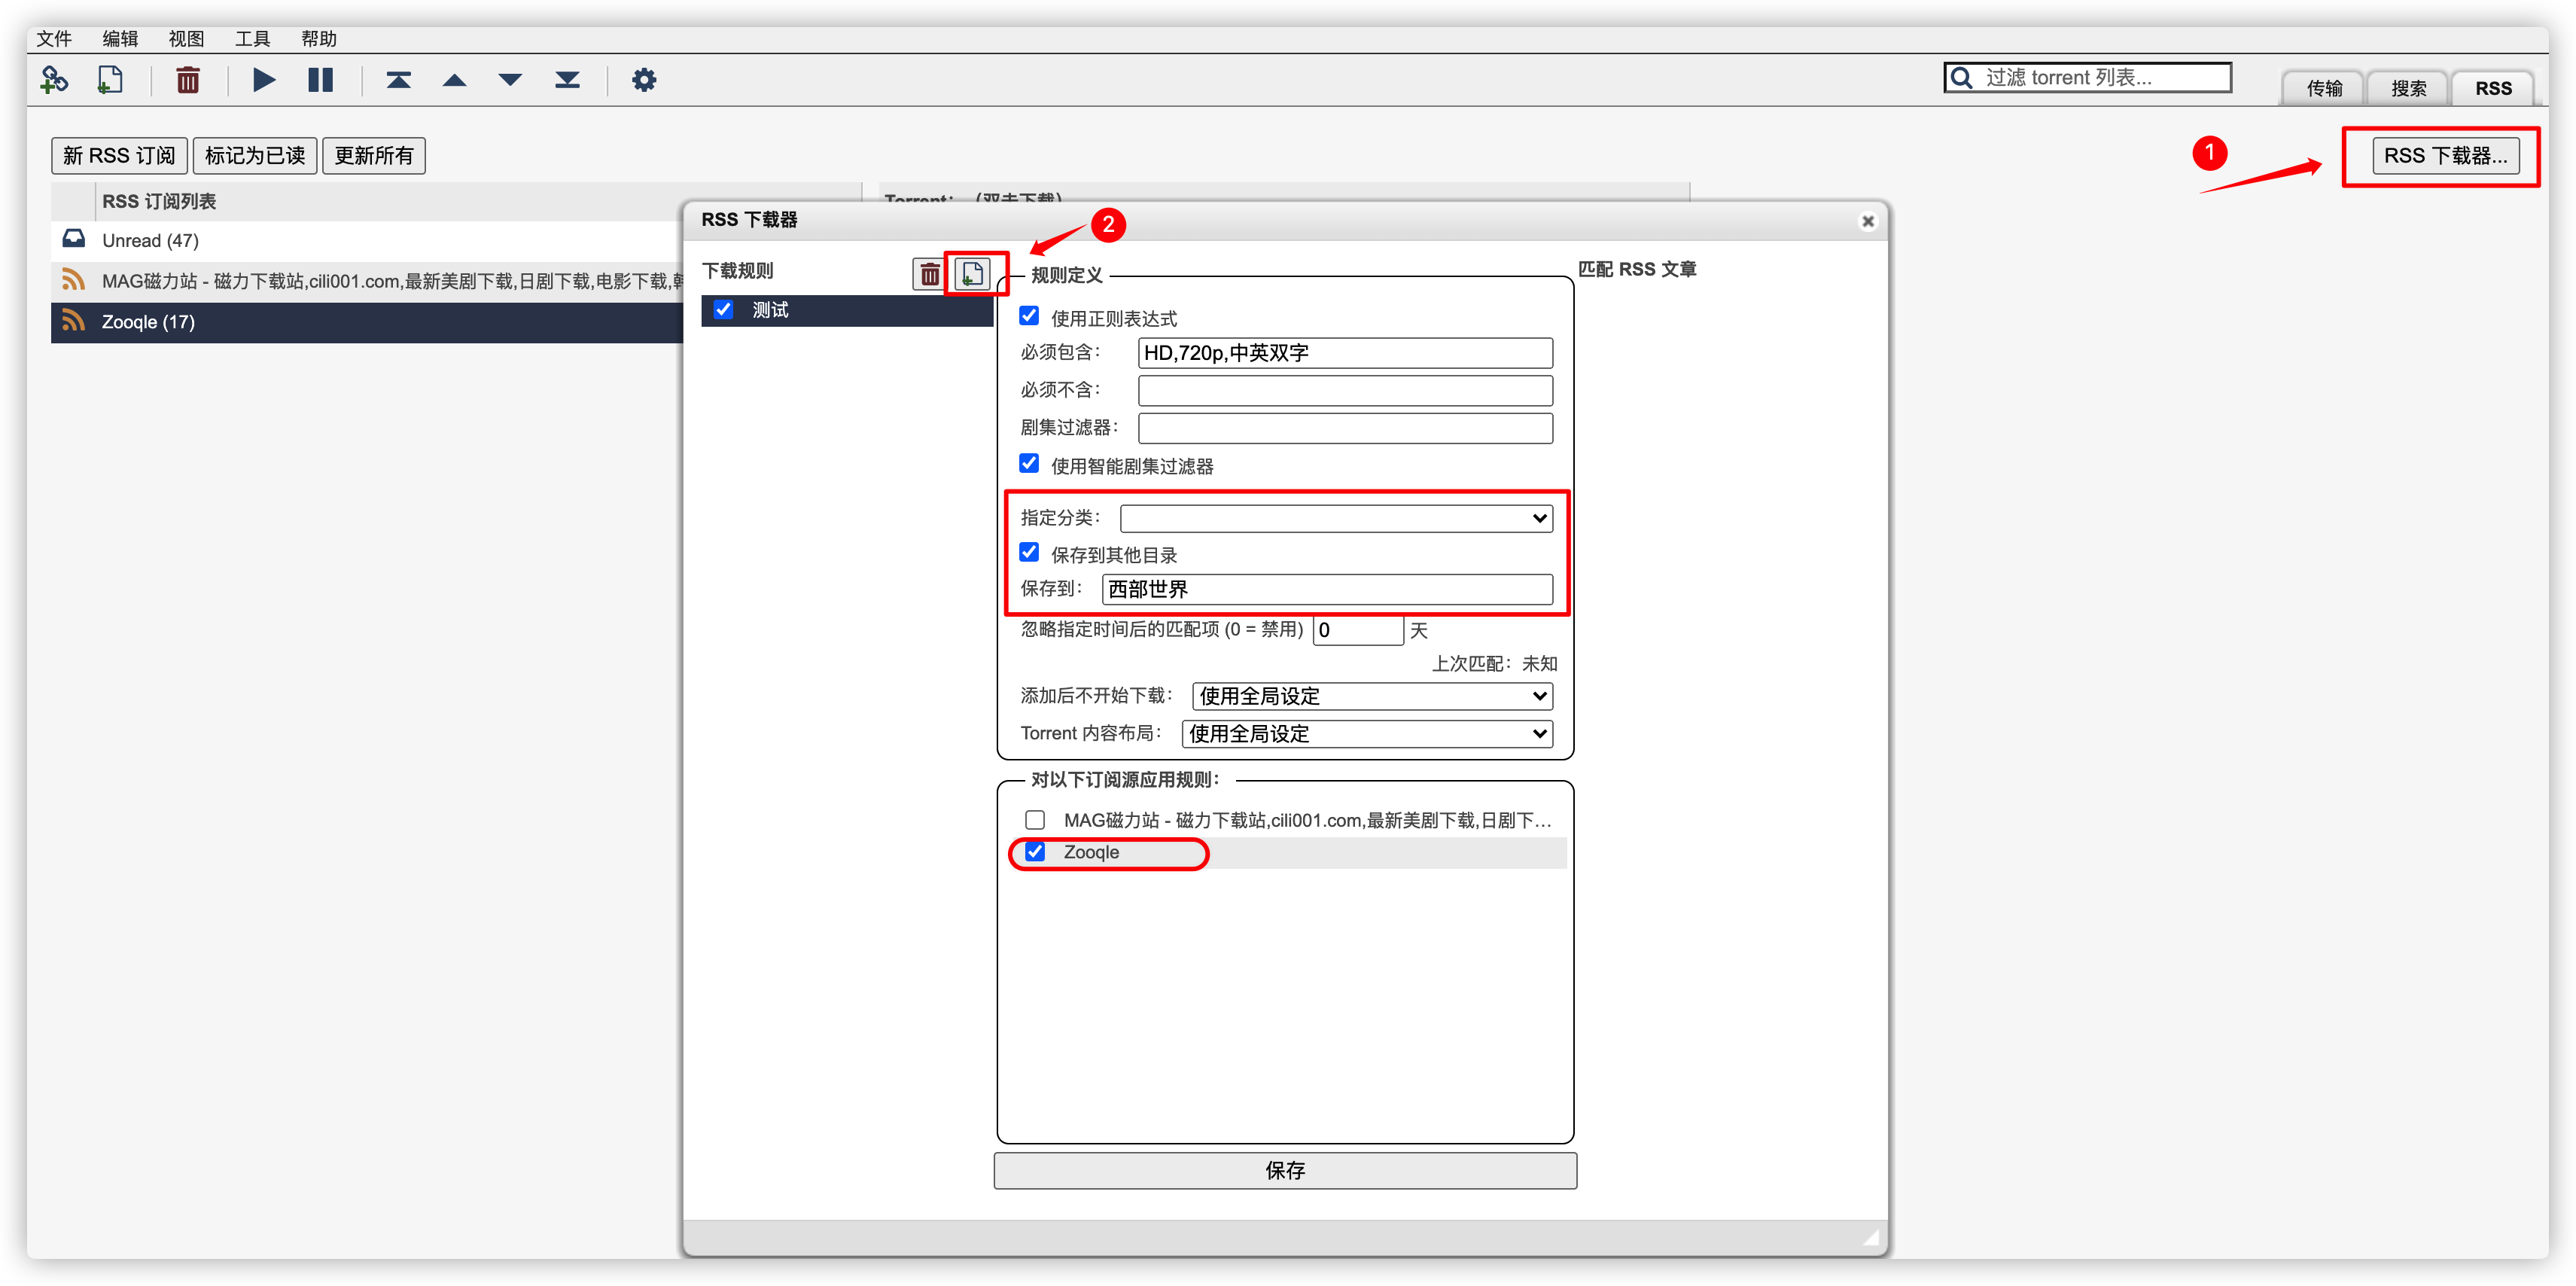 文件 编辑 视图 工具 帮助
过滤 torrent 列表...
传输 搜索 RSS
新 RSS 订阅 标记为已读 更新所有
1
RSS 下载器...
RSS 订阅列表
Torrent： （双击下载）
Unread (47)
MAG磁力站 - 磁力下载站,cili001.com,最新美剧下载,日剧下载,电影下载,韩
Zooqle (17)
RSS 下载器
2
下载规则
测试
规则定义
使用正则表达式
必须包含： HD,720p,中英双字
必须不含：
剧集过滤器：
使用智能剧集过滤器
指定分类：
保存到其他目录
保存到： 西部世界
忽略指定时间后的匹配项 (0 = 禁用) 0 天
上次匹配：未知
添加后不开始下载： 使用全局设定
Torrent 内容布局： 使用全局设定
对以下订阅源应用规则：
MAG磁力站 - 磁力下载站,cili001.com,最新美剧下载,日剧下…
Zooqle
保存
匹配 RSS 文章